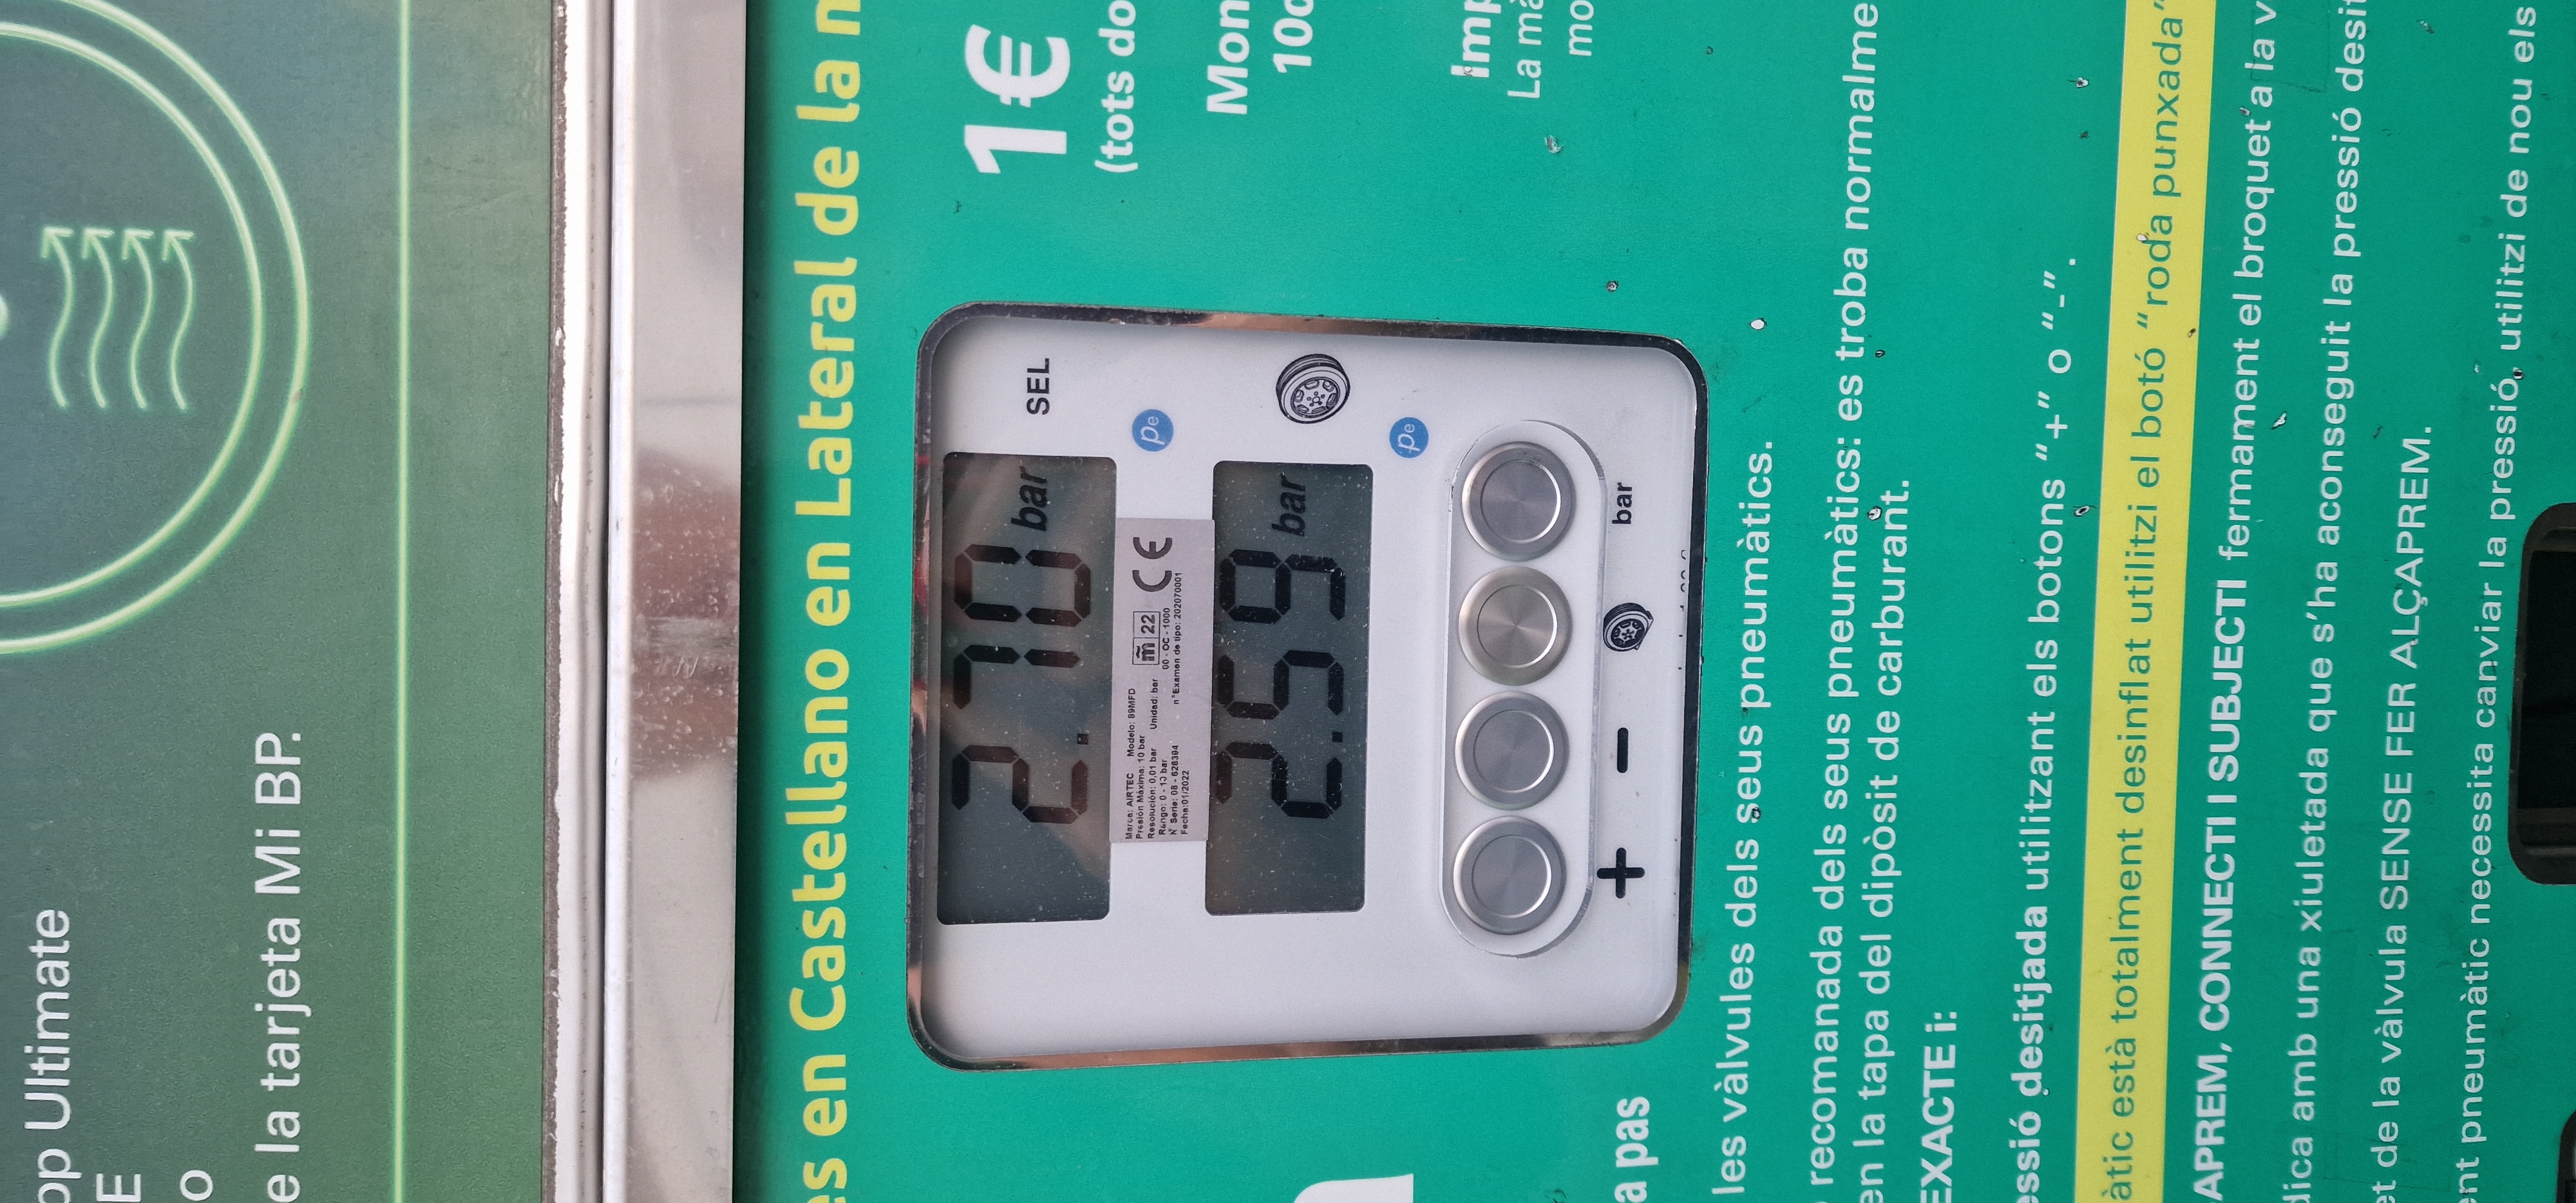 Ultimate
E
o
e la tarjeta Mi BP.
es en Castellano en Lateral de la
2.70 bar
SEL
1€
(tots do
Marca: AIRTEC Modelo: 89MFD
Presión Máxima: 10 bar
Resolución: 0,01 bar Unidad: bar
Rango: 0 - 10 bar
Nº Serie: 08 - 626394
Fecha:01/2022
m 22 CE
00 - OC - 1000
n°Examen de tipo: 202070001
pe
Mon
10c
2.59 bar
pe
Imp
La mà
mo
+ - bar
a pas
les vàlvules dels seus pneumàtics.
recomanada dels seus pneumàtics: es troba normalme
en la tapa del dipòsit de carburant.
EXACTE i:
essió desitjada utilitzant els botons "+" o "-".
àtic està totalment desinflat utilitzi el botó "roda punxada"
APREM, CONNECTI I SUBJECTI fermament el broquet a la v
dica amb una xiuletada que s'ha aconseguit la pressió desit
et de la vàlvula SENSE FER ALÇAPREM.
ent pneumàtic necessita canviar la pressió, utilitzi de nou els